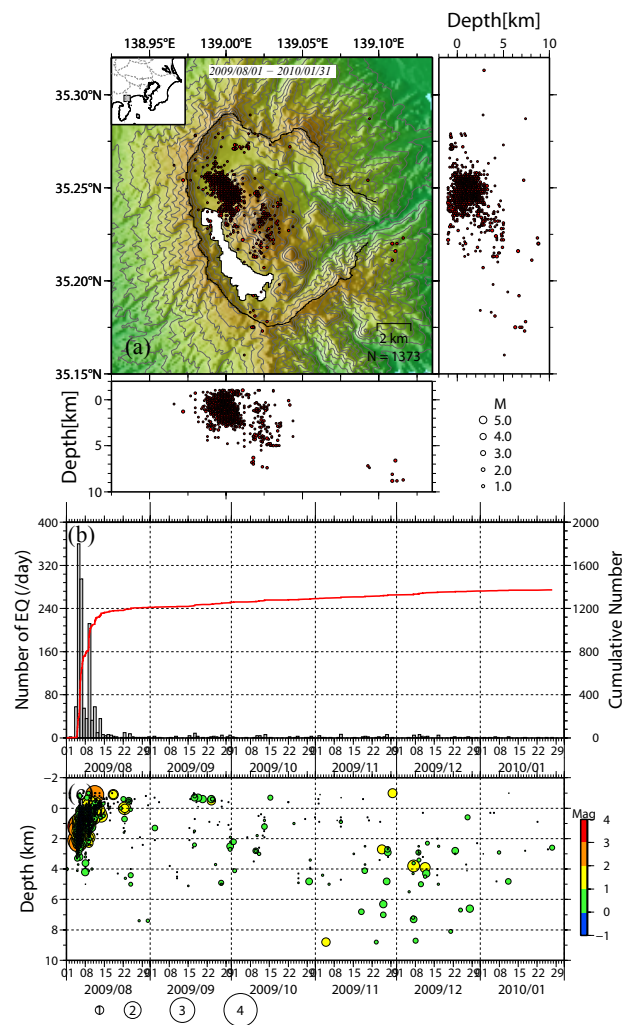 Depth[km]
138.95°E 139.00°E 139.05°E 139.10°E
0 5 10
2009/08/01 − 2010/01/31
35.30°N
35.25°N
35.20°N
35.15°N
(a)
2 km
N = 1373
Depth[km]
0
5
10
M
5.0
4.0
3.0
2.0
1.0
(b)
Number of EQ (/day)
400
320
240
160
80
0
Cumulative Number
2000
1600
1200
800
400
0
01 08 15 22 29 08 15 22 29 01 08 15 22 29 01 08 15 22 29 01 08 15 22 29 01 08 15 22 29
2009/08 2009/09 2009/10 2009/11 2009/12 2010/01
Depth (km)
−2
0
2
4
6
8
10
Mag
4
3
2
1
0
−1
01 08 15 22 29 08 15 22 29 01 08 15 22 29 01 08 15 22 29 01 08 15 22 29 01 08 15 22 29
2009/08 2009/09 2009/10 2009/11 2009/12 2010/01
1 2 3 4